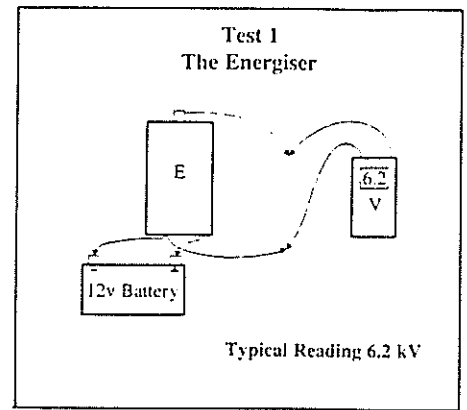 Test 1
The Energiser
E
6.2
V
12v Battery
Typical Reading 6.2 kV